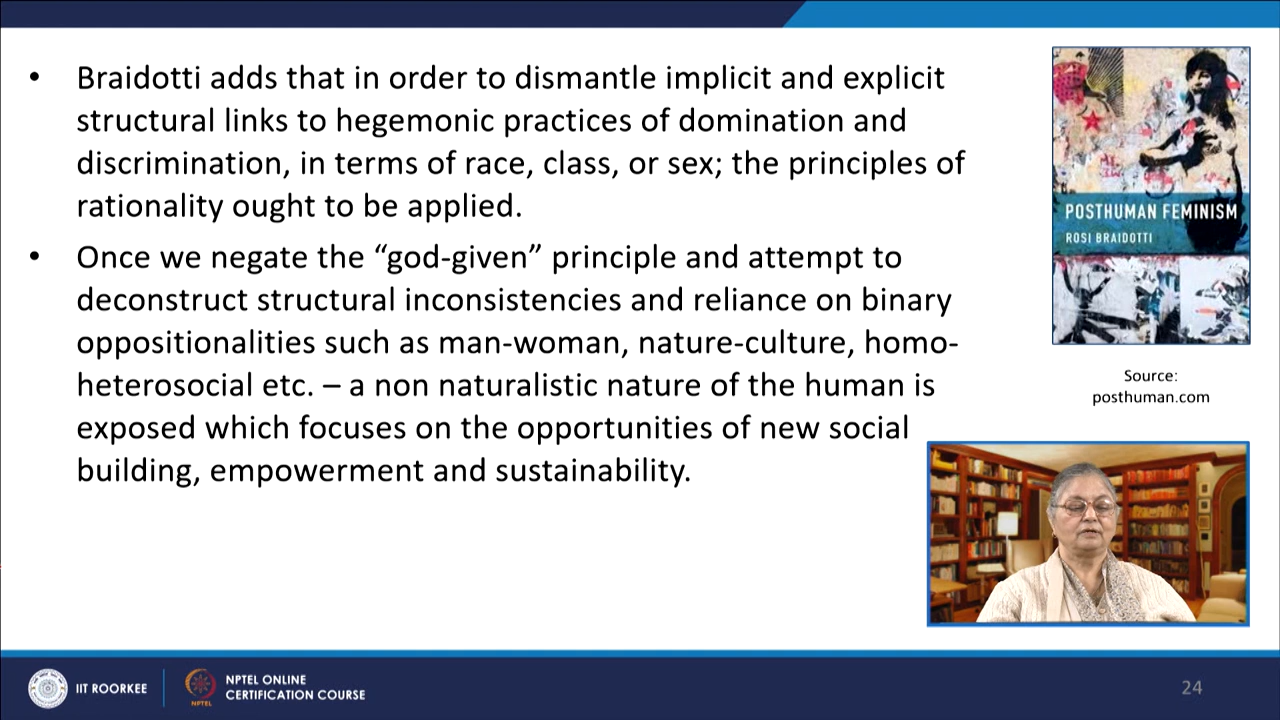 • Braidotti adds that in order to dismantle implicit and explicit
structural links to hegemonic practices of domination and
discrimination, in terms of race, class, or sex; the principles of
rationality ought to be applied.
• Once we negate the “god-given” principle and attempt to
deconstruct structural inconsistencies and reliance on binary
oppositionalities such as man-woman, nature-culture, homo-
heterosocial etc. – a non naturalistic nature of the human is
exposed which focuses on the opportunities of new social
building, empowerment and sustainability.
POSTHUMAN FEMINISM
ROSI BRAIDOTTI
Source:
posthuman.com
IIT ROORKEE
NPTEL
NPTEL ONLINE
CERTIFICATION COURSE
24